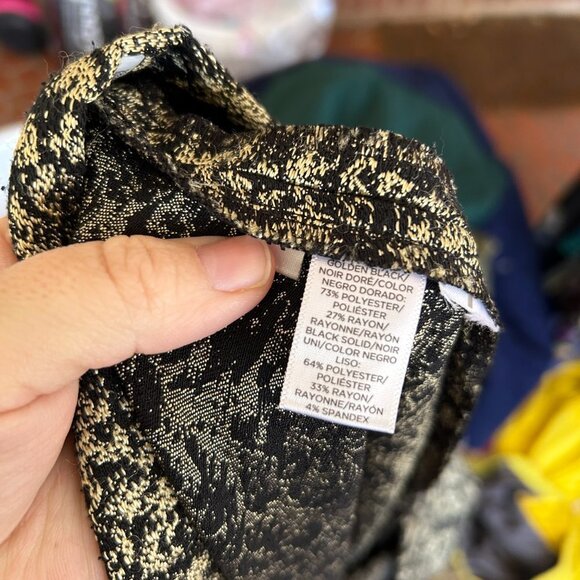 GOLDEN BLACK/
NOIR DORÉ/COLOR
NEGRO DORADO:
73% POLYESTER/
POLIÉSTER
27% RAYON/
RAYONNE/RAYÓN
BLACK SOLID/NOIR
UNI/COLOR NEGRO
LISO:
64% POLYESTER/
POLIÉSTER
33% RAYON/
RAYONNE/RAYÓN
4% SPANDEX